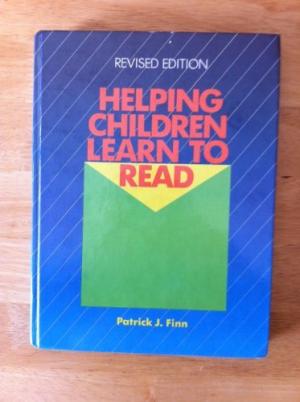 REVISED EDITION
HELPING
CHILDREN
LEARN TO
READ
Patrick J. Finn